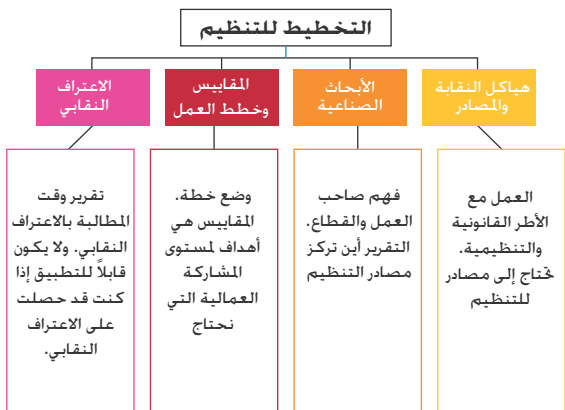 التخطيط للتنظيم
هياكل النقابة
والمصادر
الأبحاث
الصناعية
المقاييس
وخطط العمل
الاعتراف
النقابي
العمل مع
الأطر القانونية
والتنظيمية.
تحتاج إلى مصادر
للتنظيم
فهم صاحب
العمل والقطاع.
التقرير أين تركز
مصادر التنظيم
وضع خطة.
المقاييس هي
أهداف لمستوى
المشاركة
العمالية التي
نحتاج
تقرير وقت
المطالبة بالاعتراف
النقابي. ولا يكون
قابلاً للتطبيق إذا
كنت قد حصلت
على الاعتراف
النقابي.